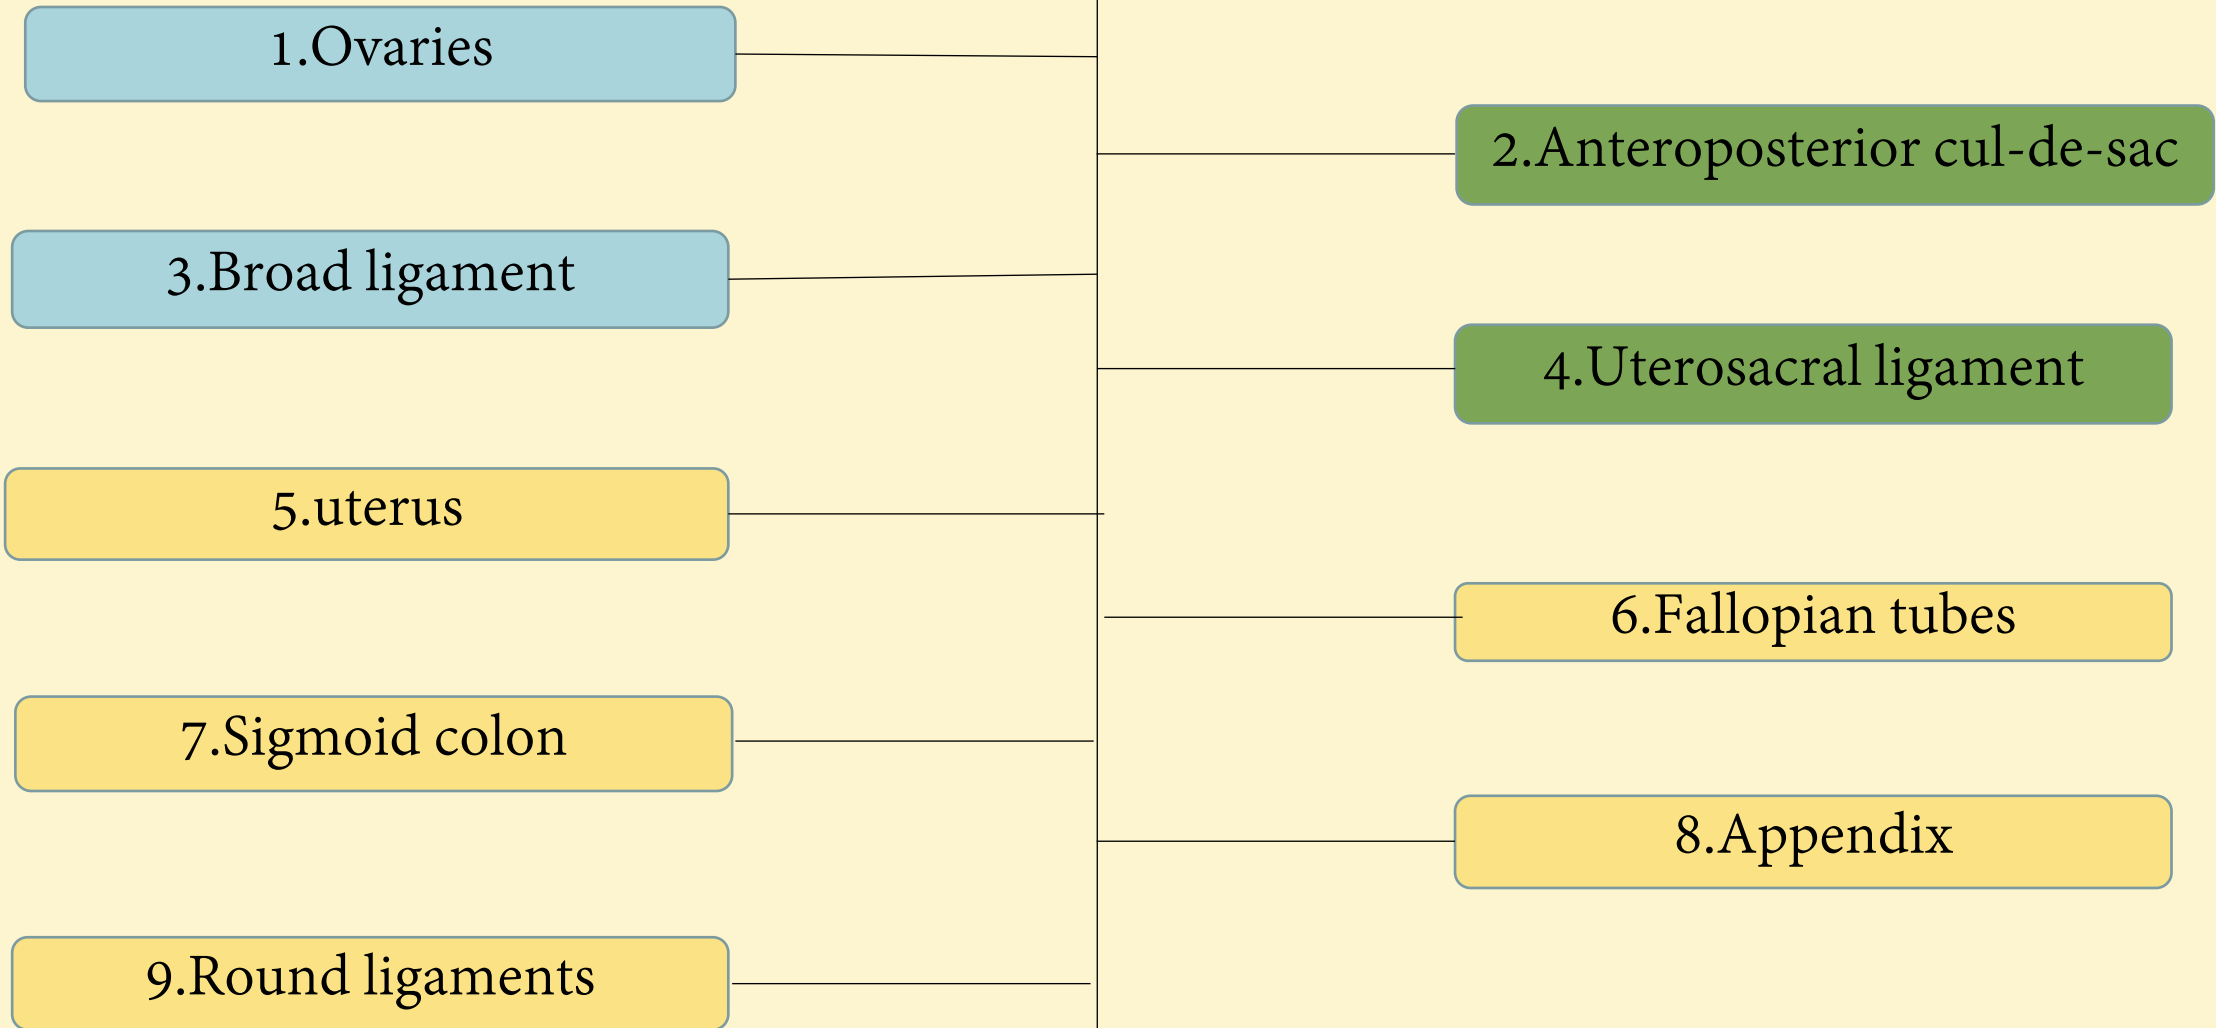 1.Ovaries
2.Anteroposterior cul-de-sac
3.Broad ligament
4.Uterosacral ligament
5.uterus
6.Fallopian tubes
7.Sigmoid colon
8.Appendix
9.Round ligaments